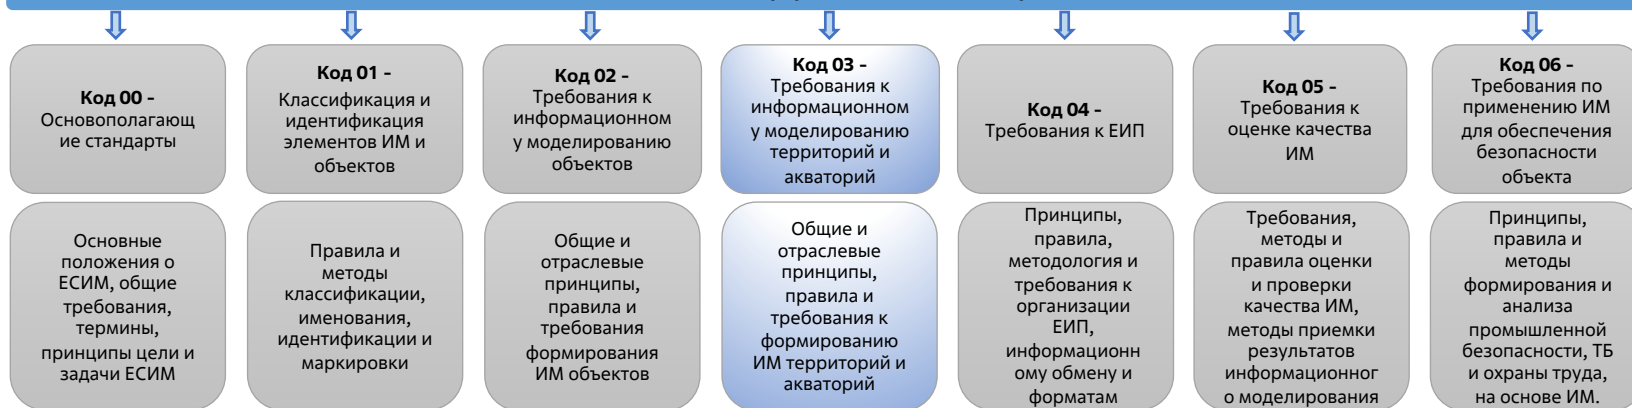 Код 00 -
Основополагающ
ие стандарты
Код 01 -
Классификация и
идентификация
элементов ИМ и
объектов
Код 02 -
Требования к
информационном
у моделированию
объектов
Код 03 -
Требования к
информационном
у моделированию
территорий и
акваторий
Код 04 -
Требования к ЕИП
Код 05 -
Требования к
оценке качества
ИМ
Код 06 -
Требования по
применению ИМ
для обеспечения
безопасности
объекта
Основные
положения о
ЕСИМ, общие
требования,
термины,
принципы цели и
задачи ЕСИМ
Правила и
методы
классификации,
именования,
идентификации и
маркировки
Общие и
отраслевые
принципы,
правила и
требования
формирования
ИМ объектов
Общие и
отраслевые
принципы,
правила и
требования к
формированию
ИМ территорий и
акваторий
Принципы,
правила,
методология и
требования к
организации
ЕИП,
информационн
ому обмену и
форматам
Требования,
методы и
правила оценки
и проверки
качества ИМ,
методы приемки
результатов
информационног
о моделирования
Принципы,
правила и
методы
формирования и
анализа
промышленной
безопасности, ТБ
и охраны труда,
на основе ИМ.